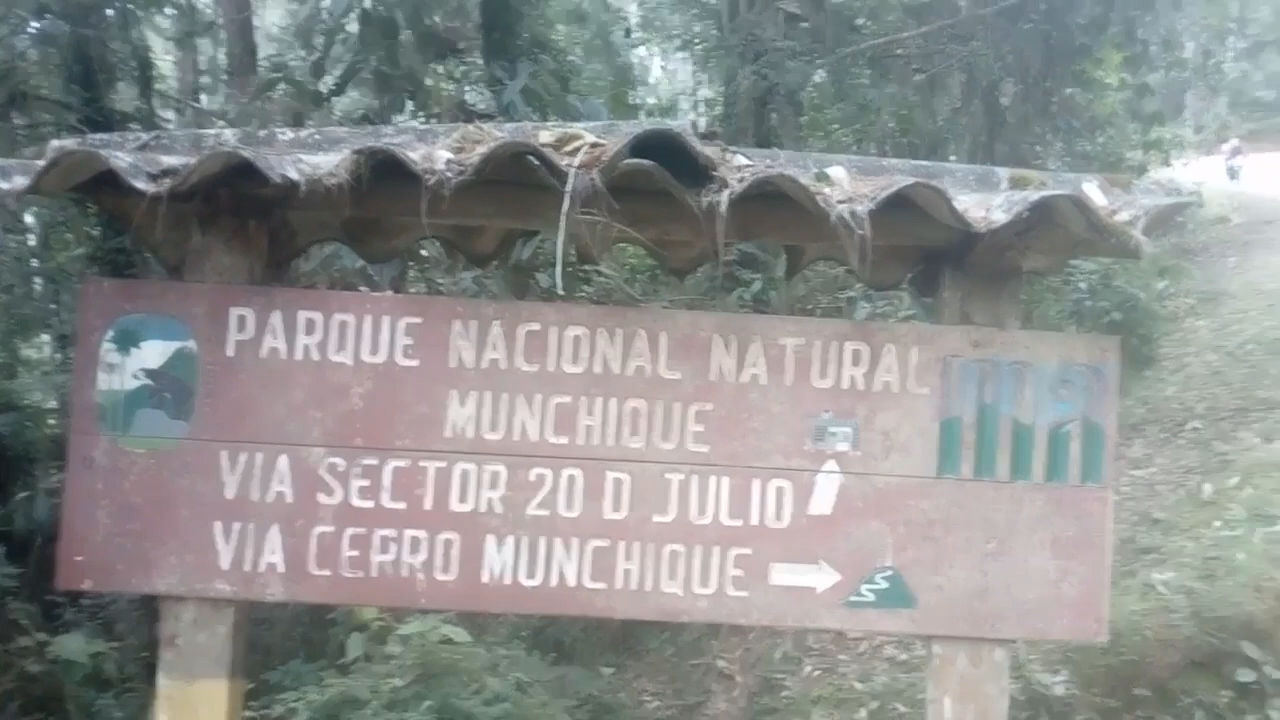 PARQUE NACIONAL NATURAL
MUNCHIQUE
VIA SECTOR 20 D JULIO
VIA CERRO MUNCHIQUE